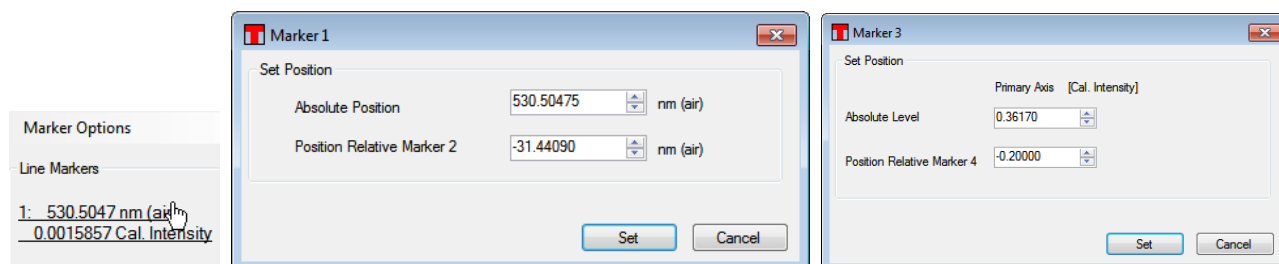 Marker Options
Line Markers
1: 530.5047 nm (air
0.0015857 Cal. Intensity
Marker 1
Set Position
Absolute Position 530.50475 nm (air)
Position Relative Marker 2 -31.44090 nm (air)
Set Cancel
Marker 3
Set Position
Primary Axis [Cal. Intensity]
Absolute Level 0.36170
Position Relative Marker 4 -0.20000
Set Cancel